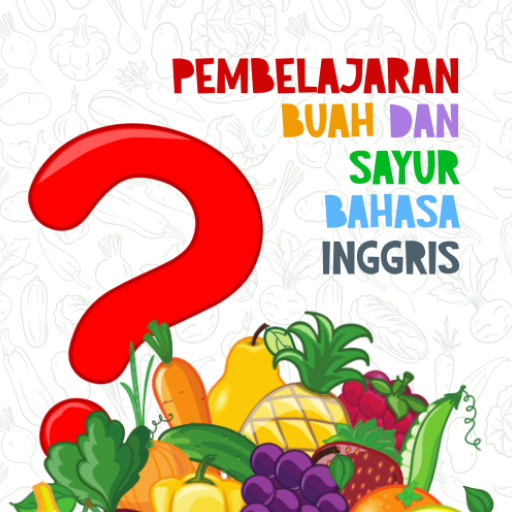 PEMBELAJARAN
BUAH DAN
SAYUR
BAHASA
INGGRIS
?